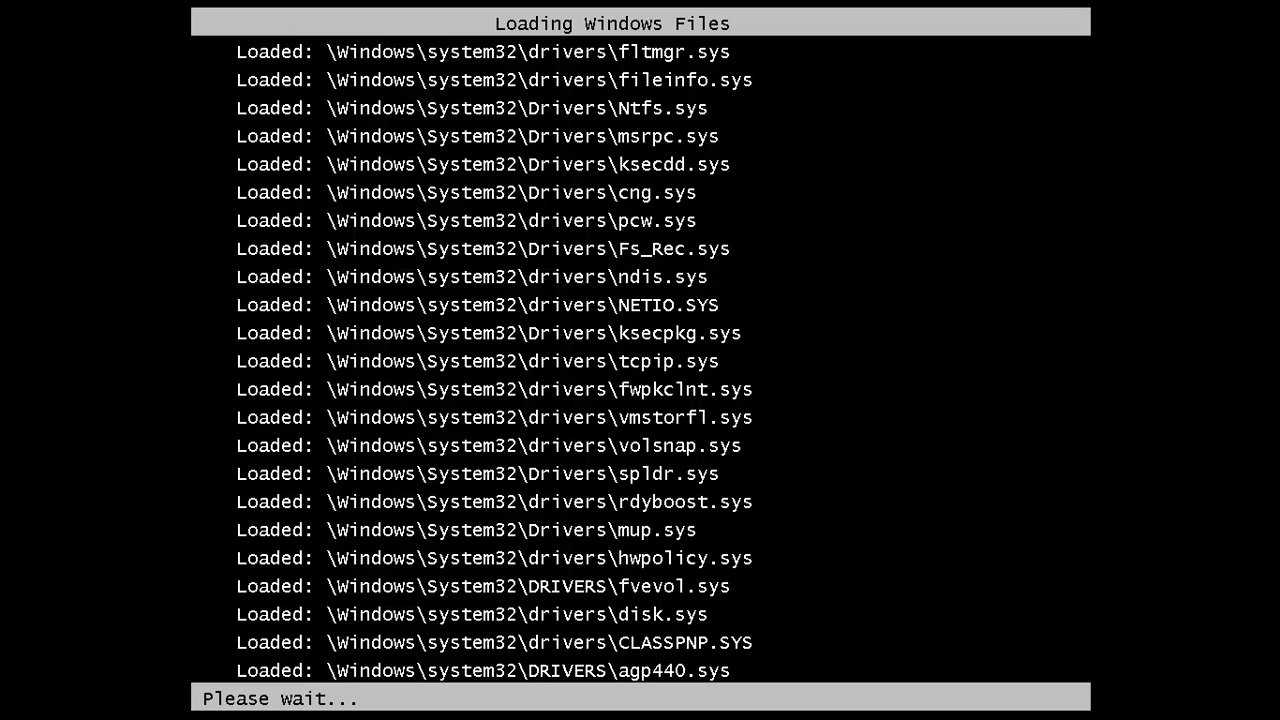 Loading Windows Files
Loaded: \Windows\system32\drivers\fltmgr.sys
Loaded: \Windows\system32\drivers\fileinfo.sys
Loaded: \Windows\System32\Drivers\Ntfs.sys
Loaded: \Windows\System32\Drivers\msrpc.sys
Loaded: \Windows\System32\Drivers\ksecdd.sys
Loaded: \Windows\System32\Drivers\cng.sys
Loaded: \Windows\System32\drivers\pcw.sys
Loaded: \Windows\System32\Drivers\Fs_Rec.sys
Loaded: \Windows\system32\drivers\ndis.sys
Loaded: \Windows\system32\drivers\NETIO.SYS
Loaded: \Windows\System32\Drivers\ksecpkg.sys
Loaded: \Windows\System32\drivers\tcpip.sys
Loaded: \Windows\System32\drivers\fwpkclnt.sys
Loaded: \Windows\system32\drivers\vmstorfl.sys
Loaded: \Windows\system32\drivers\volsnap.sys
Loaded: \Windows\System32\Drivers\spldr.sys
Loaded: \Windows\System32\drivers\rdyboost.sys
Loaded: \Windows\System32\Drivers\mup.sys
Loaded: \Windows\System32\drivers\hwpolicy.sys
Loaded: \Windows\System32\DRIVERS\fvevol.sys
Loaded: \Windows\system32\drivers\disk.sys
Loaded: \Windows\system32\drivers\CLASSPNP.SYS
Loaded: \Windows\system32\DRIVERS\agp440.sys
Please wait...